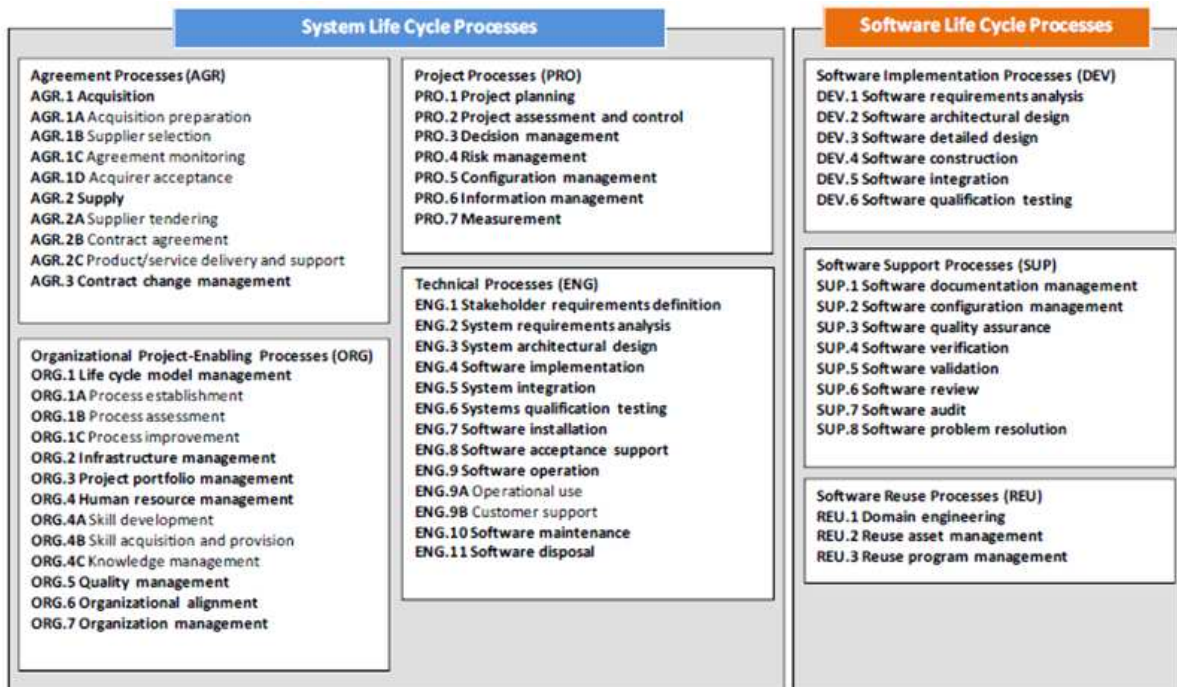 System Life Cycle Processes
Agreement Processes (AGR)
AGR.1 Acquisition
AGR.1A Acquisition preparation
AGR.1B Supplier selection
AGR.1C Agreement monitoring
AGR.1D Acquirer acceptance
AGR.2 Supply
AGR.2A Supplier tendering
AGR.2B Contract agreement
AGR.2C Product/service delivery and support
AGR.3 Contract change management
Organizational Project-Enabling Processes (ORG)
ORG.1 Life cycle model management
ORG.1A Process establishment
ORG.1B Process assessment
ORG.1C Process improvement
ORG.2 Infrastructure management
ORG.3 Project portfolio management
ORG.4 Human resource management
ORG.4A Skill development
ORG.4B Skill acquisition and provision
ORG.4C Knowledge management
ORG.5 Quality management
ORG.6 Organizational alignment
ORG.7 Organization management
Project Processes (PRO)
PRO.1 Project planning
PRO.2 Project assessment and control
PRO.3 Decision management
PRO.4 Risk management
PRO.5 Configuration management
PRO.6 Information management
PRO.7 Measurement
Technical Processes (ENG)
ENG.1 Stakeholder requirements definition
ENG.2 System requirements analysis
ENG.3 System architectural design
ENG.4 Software implementation
ENG.5 System integration
ENG.6 Systems qualification testing
ENG.7 Software installation
ENG.8 Software acceptance support
ENG.9 Software operation
ENG.9A Operational use
ENG.9B Customer support
ENG.10 Software maintenance
ENG.11 Software disposal
Software Life Cycle Processes
Software Implementation Processes (DEV)
DEV.1 Software requirements analysis
DEV.2 Software architectural design
DEV.3 Software detailed design
DEV.4 Software construction
DEV.5 Software integration
DEV.6 Software qualification testing
Software Support Processes (SUP)
SUP.1 Software documentation management
SUP.2 Software configuration management
SUP.3 Software quality assurance
SUP.4 Software verification
SUP.5 Software validation
SUP.6 Software review
SUP.7 Software audit
SUP.8 Software problem resolution
Software Reuse Processes (REU)
REU.1 Domain engineering
REU.2 Reuse asset management
REU.3 Reuse program management